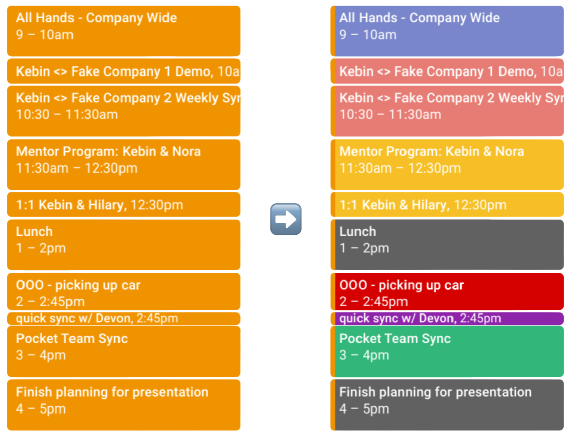 All Hands - Company Wide
9 – 10am
Kebin <> Fake Company 1 Demo, 10a
Kebin <> Fake Company 2 Weekly Syn
10:30 – 11:30am
Mentor Program: Kebin & Nora
11:30am – 12:30pm
1:1 Kebin & Hilary, 12:30pm
Lunch
1 – 2pm
OOO - picking up car
2 – 2:45pm
quick sync w/ Devon, 2:45pm
Pocket Team Sync
3 – 4pm
Finish planning for presentation
4 – 5pm
All Hands - Company Wide
9 – 10am
Kebin <> Fake Company 1 Demo, 10a
Kebin <> Fake Company 2 Weekly Syr
10:30 – 11:30am
Mentor Program: Kebin & Nora
11:30am – 12:30pm
1:1 Kebin & Hilary, 12:30pm
Lunch
1 – 2pm
OOO - picking up car
2 – 2:45pm
quick sync w/ Devon, 2:45pm
Pocket Team Sync
3 – 4pm
Finish planning for presentation
4 – 5pm